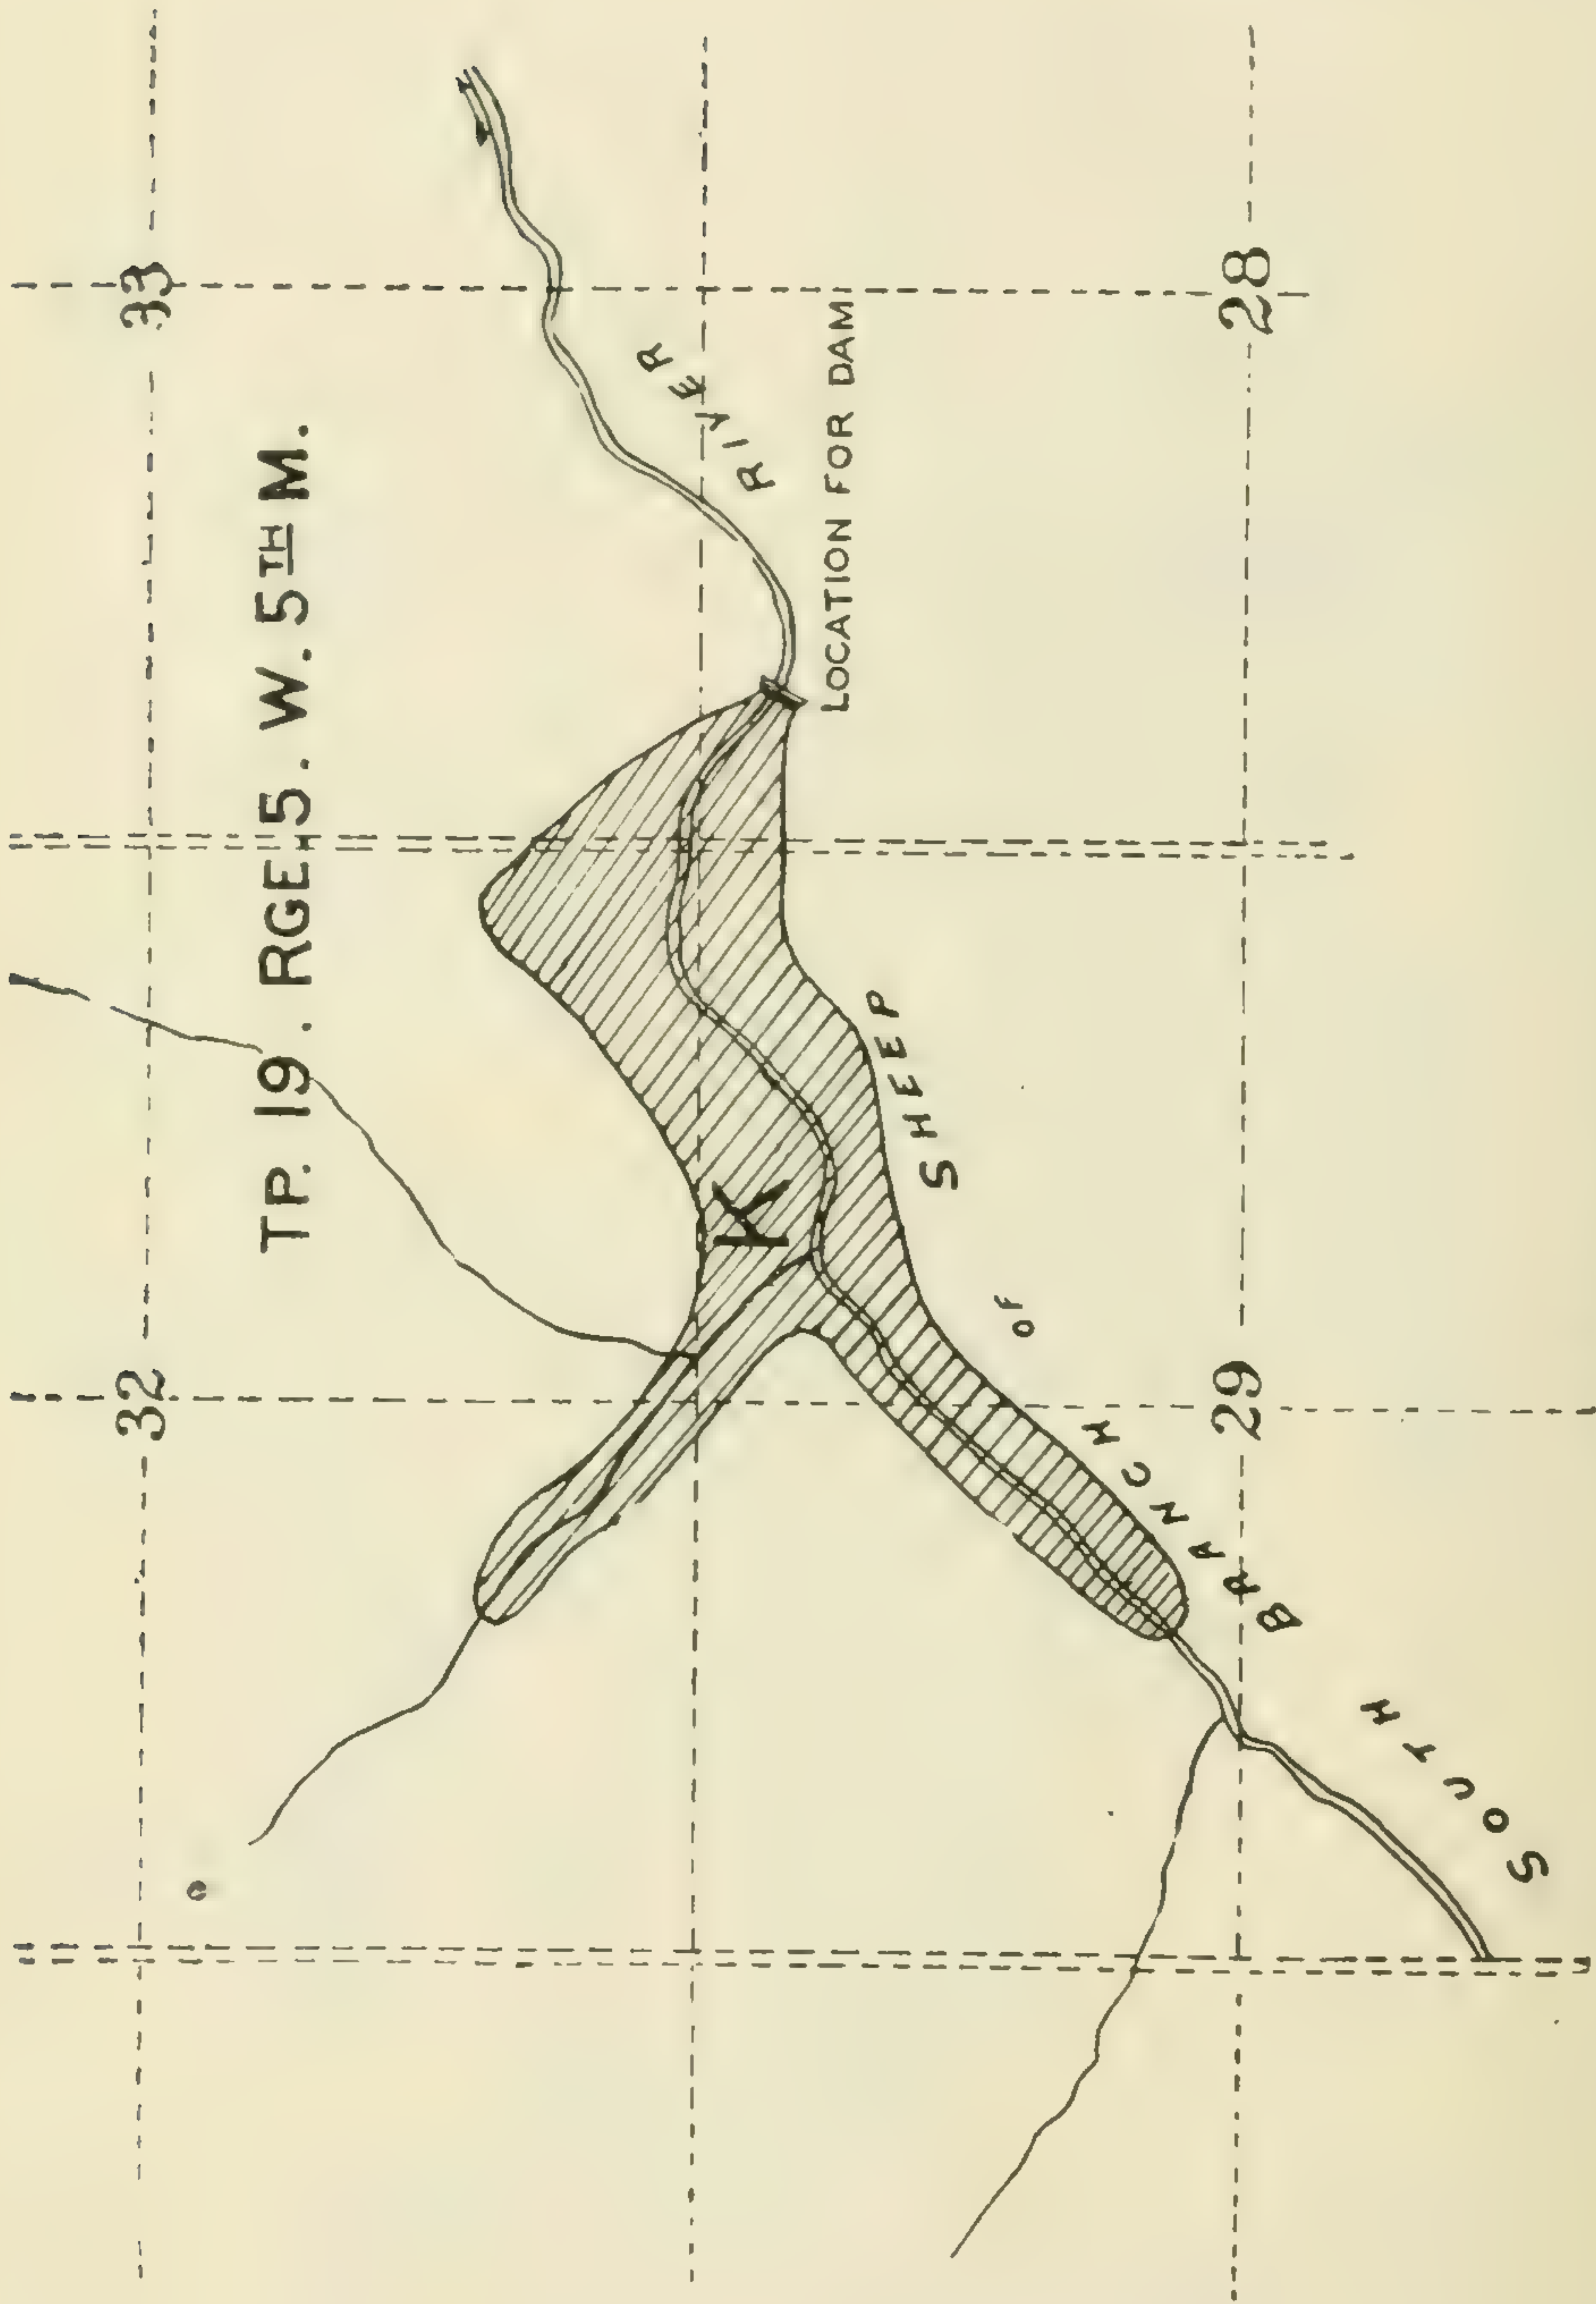 32
33
TP. 19. RGE. 5. W. 5TH M.
K
RIVER
LOCATION FOR DAM
SOUTH BRANCH OF SHEEP
29
28